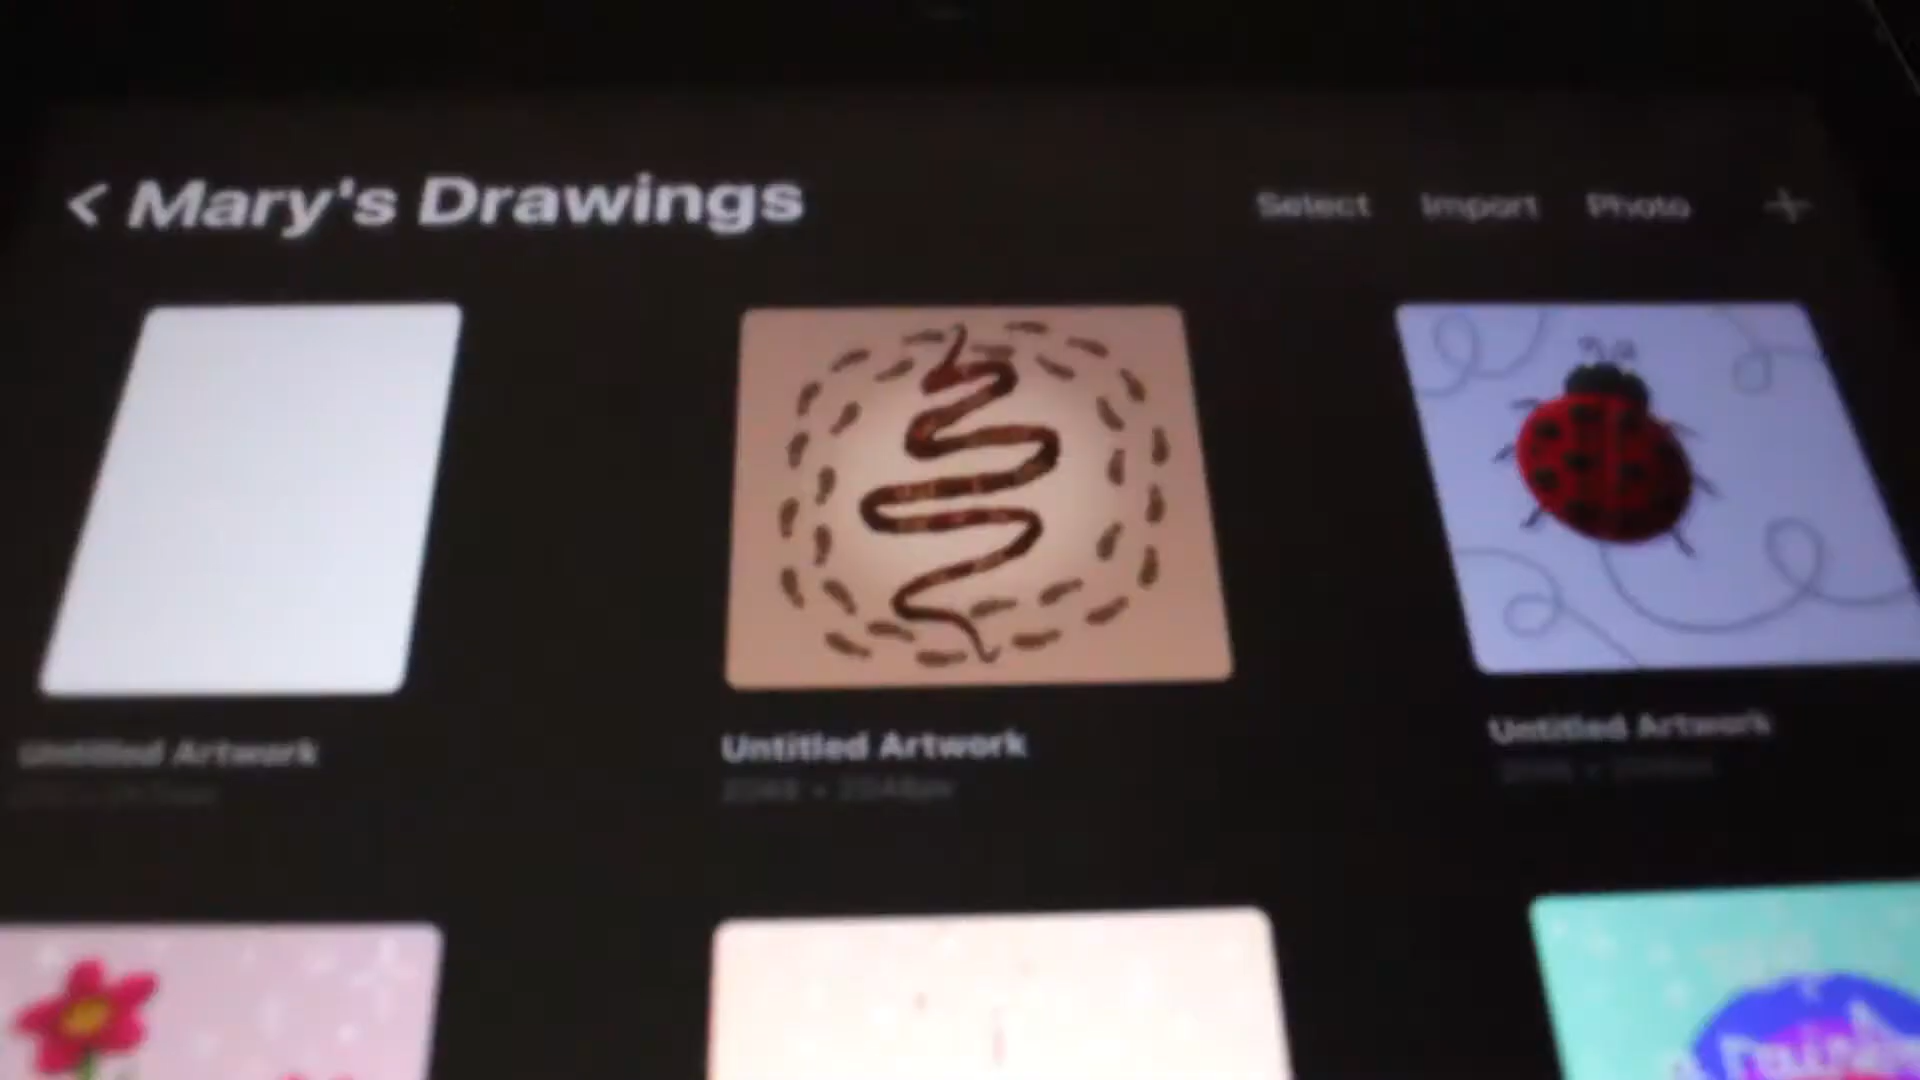 < Mary's Drawings
Select Import Photo +
Untitled Artwork
Untitled Artwork
Untitled Artwork